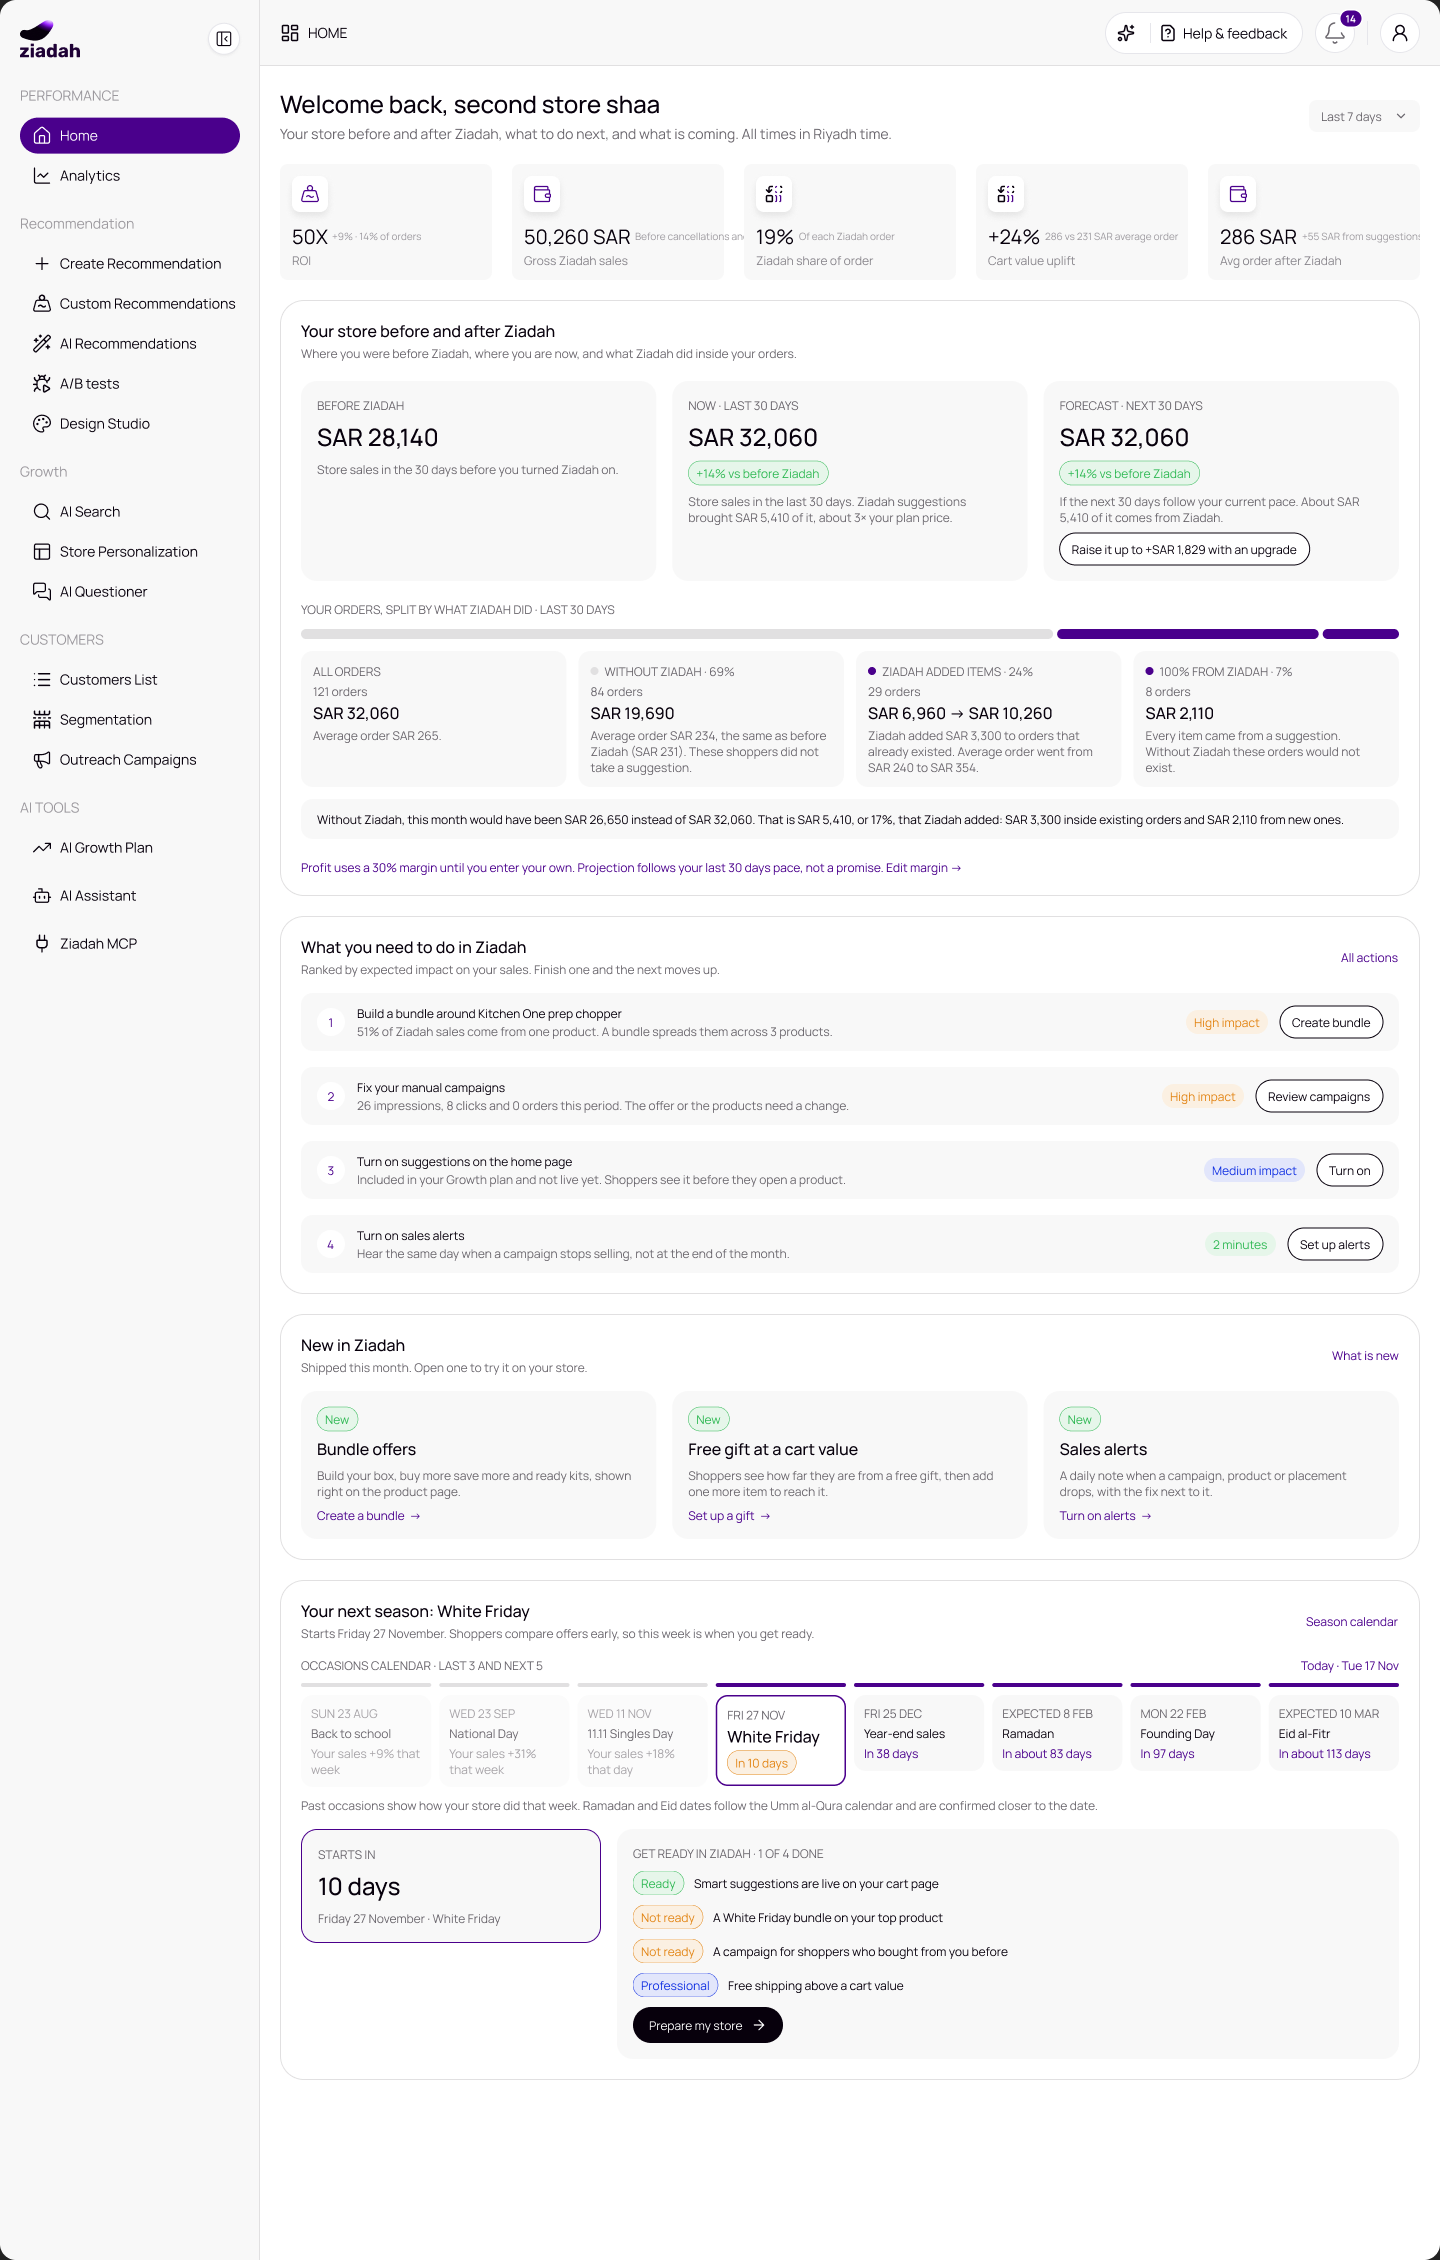 ziadah
PERFORMANCE
Home
Analytics
Recommendation
Create Recommendation
Custom Recommendations
AI Recommendations
A/B tests
Design Studio
Growth
AI Search
Store Personalization
AI Questioner
CUSTOMERS
Customers List
Segmentation
Outreach Campaigns
AI TOOLS
AI Growth Plan
AI Assistant
Ziadah MCP
HOME
Help & feedback
14
Welcome back, second store shaa
Your store before and after Ziadah, what to do next, and what is coming. All times in Riyadh time.
Last 7 days
50X +9% · 14% of orders
ROI
50,260 SAR Before cancellations an
Gross Ziadah sales
19% Of each Ziadah order
Ziadah share of order
+24% 286 vs 231 SAR average order
Cart value uplift
286 SAR +55 SAR from suggestions
Avg order after Ziadah
Your store before and after Ziadah
Where you were before Ziadah, where you are now, and what Ziadah did inside your orders.
BEFORE ZIADAH
SAR 28,140
Store sales in the 30 days before you turned Ziadah on.
NOW · LAST 30 DAYS
SAR 32,060
+14% vs before Ziadah
Store sales in the last 30 days. Ziadah suggestions
brought SAR 5,410 of it, about 3× your plan price.
FORECAST · NEXT 30 DAYS
SAR 32,060
+14% vs before Ziadah
If the next 30 days follow your current pace. About SAR
5,410 of it comes from Ziadah.
Raise it up to +SAR 1,829 with an upgrade
YOUR ORDERS, SPLIT BY WHAT ZIADAH DID · LAST 30 DAYS
ALL ORDERS
121 orders
SAR 32,060
Average order SAR 265.
WITHOUT ZIADAH · 69%
84 orders
SAR 19,690
Average order SAR 234, the same as before
Ziadah (SAR 231). These shoppers did not
take a suggestion.
ZIADAH ADDED ITEMS · 24%
29 orders
SAR 6,960 → SAR 10,260
Ziadah added SAR 3,300 to orders that
already existed. Average order went from
SAR 240 to SAR 354.
100% FROM ZIADAH · 7%
8 orders
SAR 2,110
Every item came from a suggestion.
Without Ziadah these orders would not
exist.
Without Ziadah, this month would have been SAR 26,650 instead of SAR 32,060. That is SAR 5,410, or 17%, that Ziadah added: SAR 3,300 inside existing orders and SAR 2,110 from new ones.
Profit uses a 30% margin until you enter your own. Projection follows your last 30 days pace, not a promise. Edit margin →
What you need to do in Ziadah
Ranked by expected impact on your sales. Finish one and the next moves up.
All actions
1
Build a bundle around Kitchen One prep chopper
51% of Ziadah sales come from one product. A bundle spreads them across 3 products.
High impact
Create bundle
2
Fix your manual campaigns
26 impressions, 8 clicks and 0 orders this period. The offer or the products need a change.
High impact
Review campaigns
3
Turn on suggestions on the home page
Included in your Growth plan and not live yet. Shoppers see it before they open a product.
Medium impact
Turn on
4
Turn on sales alerts
Hear the same day when a campaign stops selling, not at the end of the month.
2 minutes
Set up alerts
New in Ziadah
Shipped this month. Open one to try it on your store.
What is new
New
Bundle offers
Build your box, buy more save more and ready kits, shown
right on the product page.
Create a bundle →
New
Free gift at a cart value
Shoppers see how far they are from a free gift, then add
one more item to reach it.
Set up a gift →
New
Sales alerts
A daily note when a campaign, product or placement
drops, with the fix next to it.
Turn on alerts →
Your next season: White Friday
Starts Friday 27 November. Shoppers compare offers early, so this week is when you get ready.
Season calendar
OCCASIONS CALENDAR · LAST 3 AND NEXT 5
Today · Tue 17 Nov
SUN 23 AUG
Back to school
Your sales +9% that
week
WED 23 SEP
National Day
Your sales +31%
that week
WED 11 NOV
11.11 Singles Day
Your sales +18%
that day
FRI 27 NOV
White Friday
In 10 days
FRI 25 DEC
Year-end sales
In 38 days
EXPECTED 8 FEB
Ramadan
In about 83 days
MON 22 FEB
Founding Day
In 97 days
EXPECTED 10 MAR
Eid al-Fitr
In about 113 days
Past occasions show how your store did that week. Ramadan and Eid dates follow the Umm al-Qura calendar and are confirmed closer to the date.
STARTS IN
10 days
Friday 27 November · White Friday
GET READY IN ZIADAH · 1 OF 4 DONE
Ready Smart suggestions are live on your cart page
Not ready A White Friday bundle on your top product
Not ready A campaign for shoppers who bought from you before
Professional Free shipping above a cart value
Prepare my store →